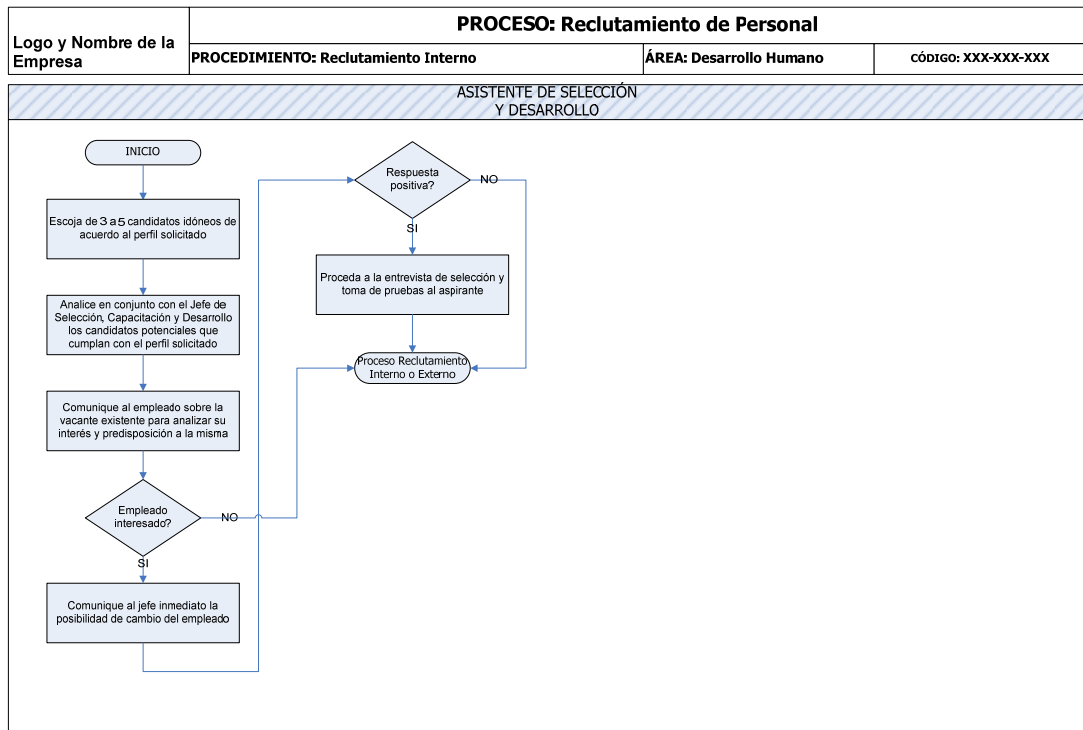 Logo y Nombre de la
Empresa
PROCESO: Reclutamiento de Personal
PROCEDIMIENTO: Reclutamiento Interno
ÁREA: Desarrollo Humano
CÓDIGO: XXX-XXX-XXX
ASISTENTE DE SELECCIÓN
Y DESARROLLO
INICIO
Escoja de 3 a 5 candidatos idóneos de
acuerdo al perfil solicitado
Analice en conjunto con el Jefe de
Selección, Capacitación y Desarrollo
los candidatos potenciales que
cumplan con el perfil solicitado
Comunique al empleado sobre la
vacante existente para analizar su
interés y predisposición a la misma
Empleado
interesado?
NO
SI
Comunique al jefe inmediato la
posibilidad de cambio del empleado
Respuesta
positiva?
NO
SI
Proceda a la entrevista de selección y
toma de pruebas al aspirante
Proceso Reclutamiento
Interno o Externo